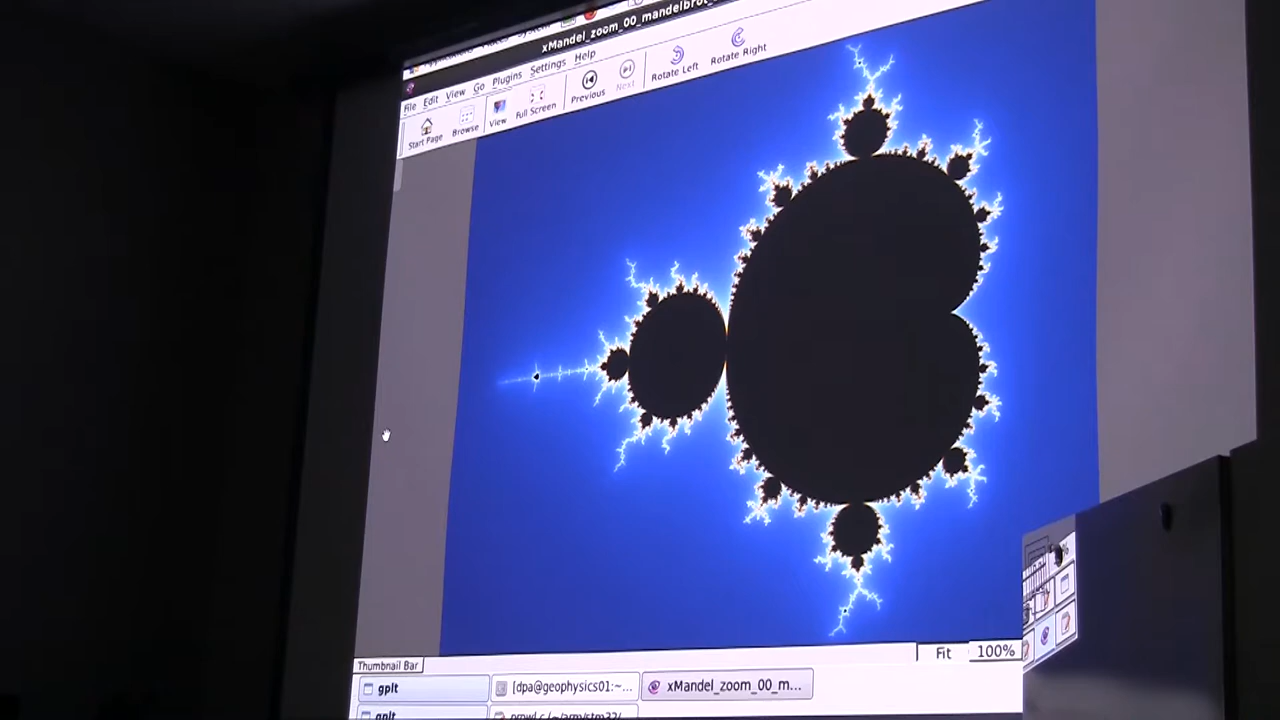 xMandel_zoom_00_mandelbrot_
File Edit View Go Plugins Settings Help
Start Page Browse View Full Screen Previous Next Rotate Left Rotate Right
Fit 100%
Thumbnail Bar
gplt [dpa@geophysics01:~... xMandel_zoom_00_m...
gplt